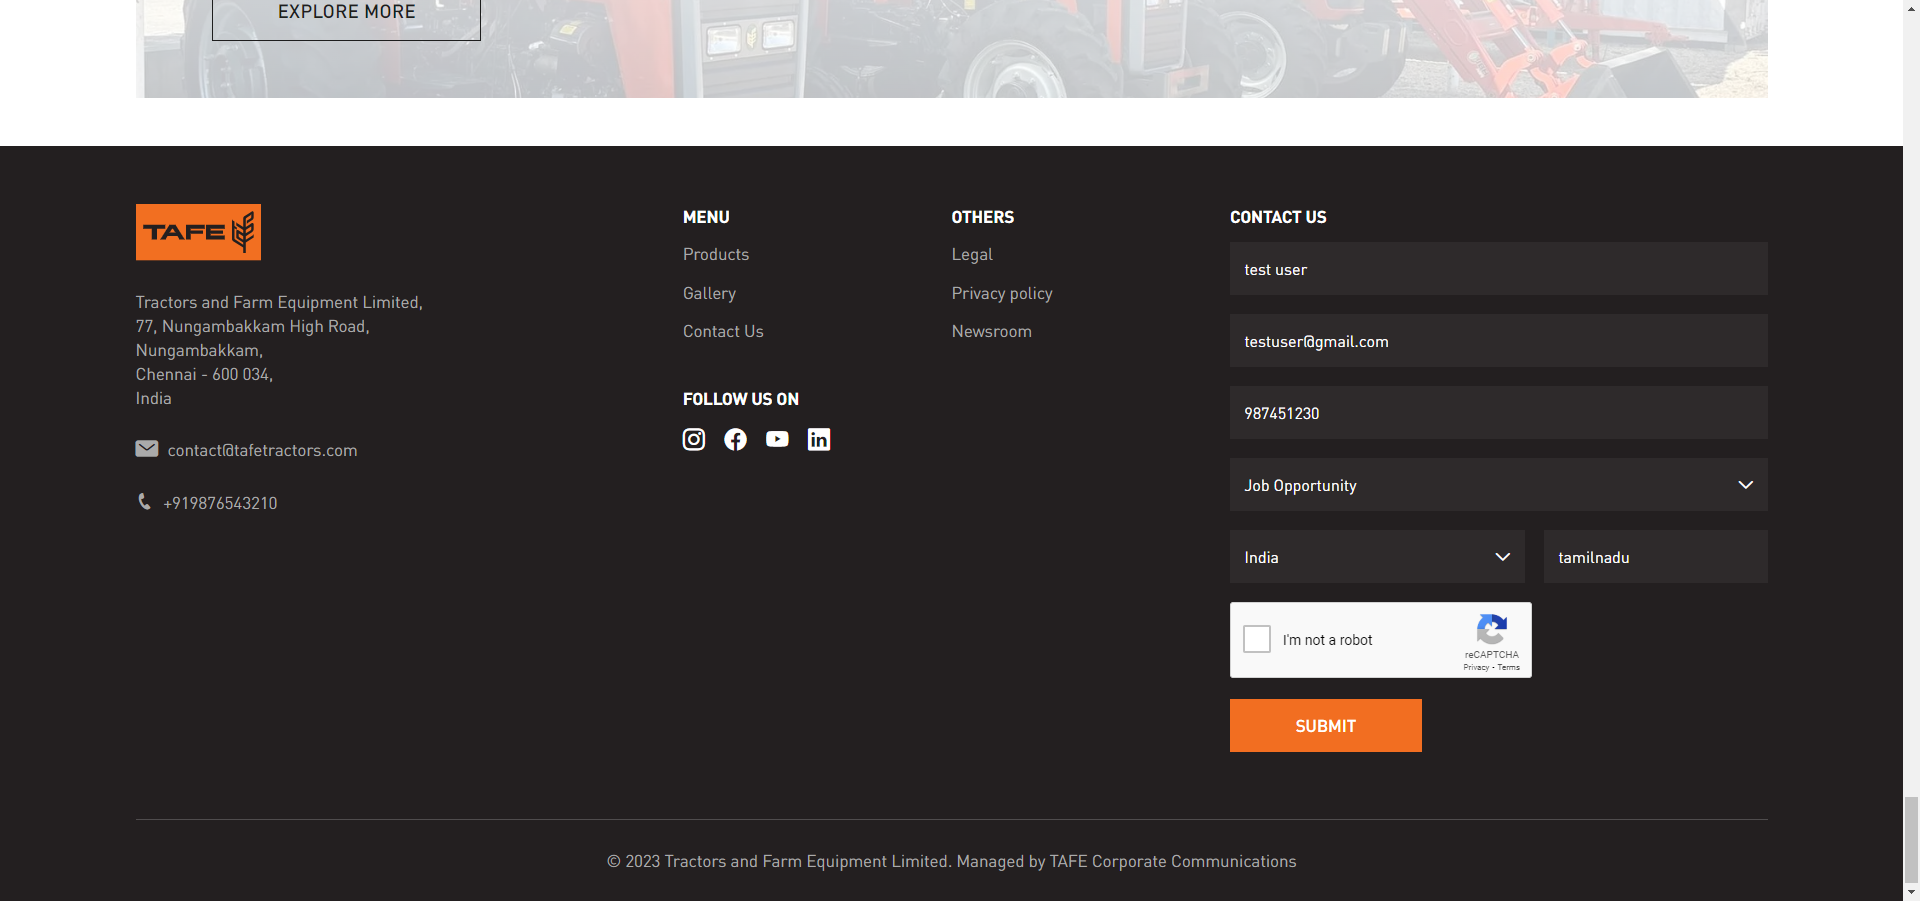 EXPLORE MORE
TAFE
Tractors and Farm Equipment Limited,
77, Nungambakkam High Road,
Nungambakkam,
Chennai - 600 034,
India
contact@tafetractors.com
+919876543210
MENU
Products
Gallery
Contact Us
FOLLOW US ON
OTHERS
Legal
Privacy policy
Newsroom
CONTACT US
test user
testuser@gmail.com
987451230
Job Opportunity
India
tamilnadu
I'm not a robot
reCAPTCHA
Privacy - Terms
SUBMIT
© 2023 Tractors and Farm Equipment Limited. Managed by TAFE Corporate Communications